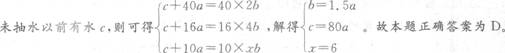 c+40a=40×2b b=1.5a
未抽水以前有水 c,则可得 c+16a=16×4b ,解得 c=80a 。故本题正确答案为 D。
c+10a=10×xb x=6